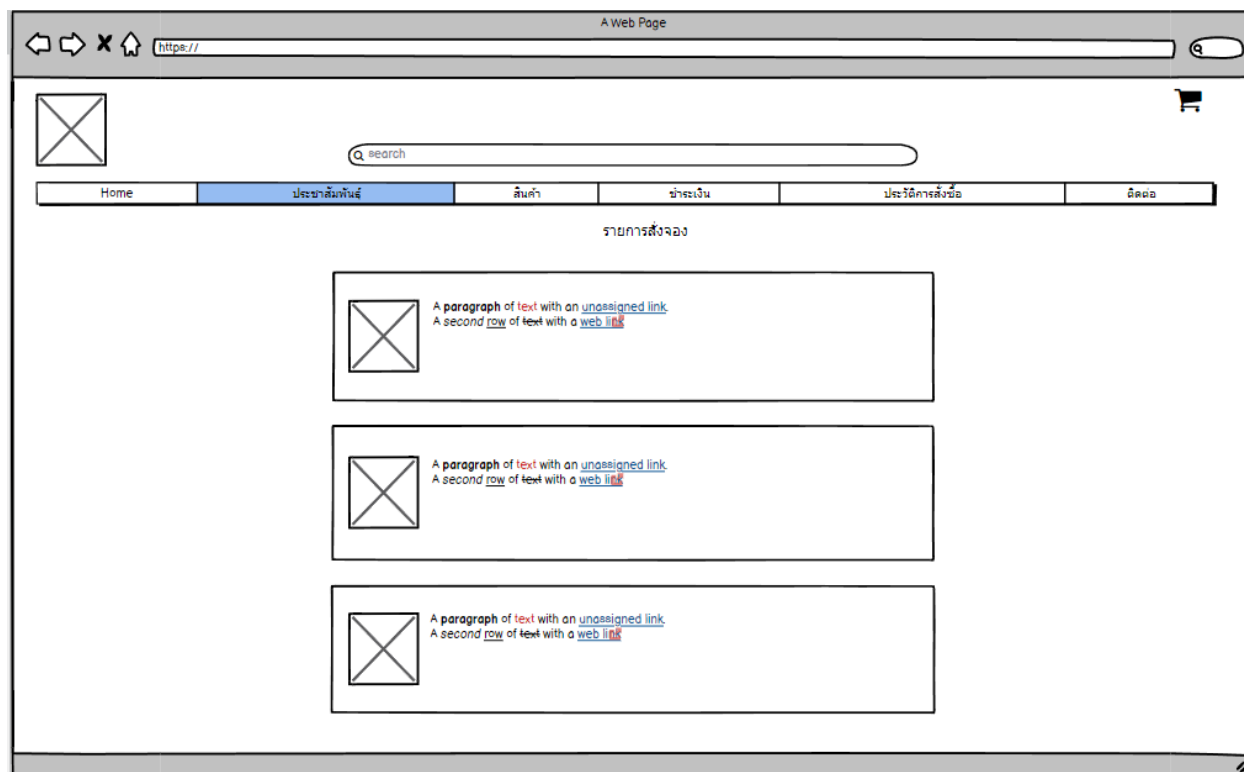 A Web Page
https://
search
Home ประชาสัมพันธุ์ สินค้า ชำระเงิน ประวัติการสั่งซื้อ ติดต่อ
รายการสั่งจอง
A paragraph of text with an unassigned link.
A second row of text with a web link
A paragraph of text with an unassigned link.
A second row of text with a web link
A paragraph of text with an unassigned link.
A second row of text with a web link